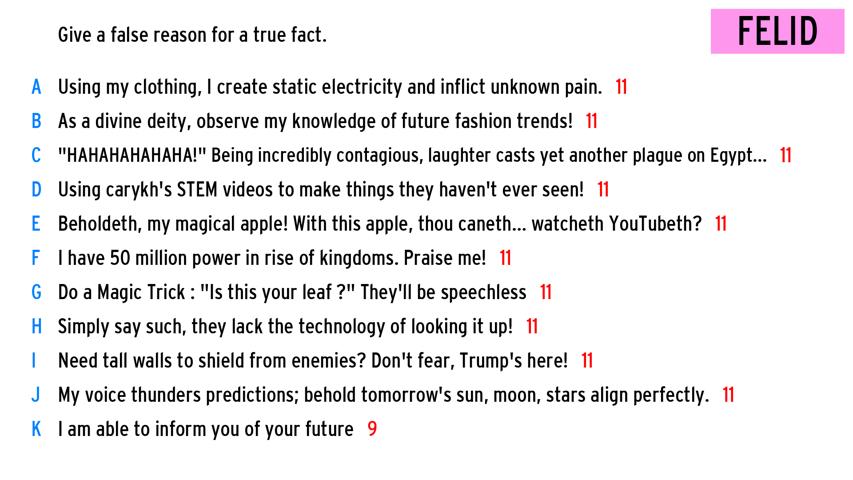 Give a false reason for a true fact.
FELID
A Using my clothing, I create static electricity and inflict unknown pain. 11
B As a divine deity, observe my knowledge of future fashion trends! 11
C "HAHAHAHAHAHA!" Being incredibly contagious, laughter casts yet another plague on Egypt... 11
D Using carykh's STEM videos to make things they haven't ever seen! 11
E Beholdeth, my magical apple! With this apple, thou caneth... watcheth YouTubeth? 11
F I have 50 million power in rise of kingdoms. Praise me! 11
G Do a Magic Trick : "Is this your leaf ?" They'll be speechless 11
H Simply say such, they lack the technology of looking it up! 11
I Need tall walls to shield from enemies? Don't fear, Trump's here! 11
J My voice thunders predictions; behold tomorrow's sun, moon, stars align perfectly. 11
K I am able to inform you of your future 9